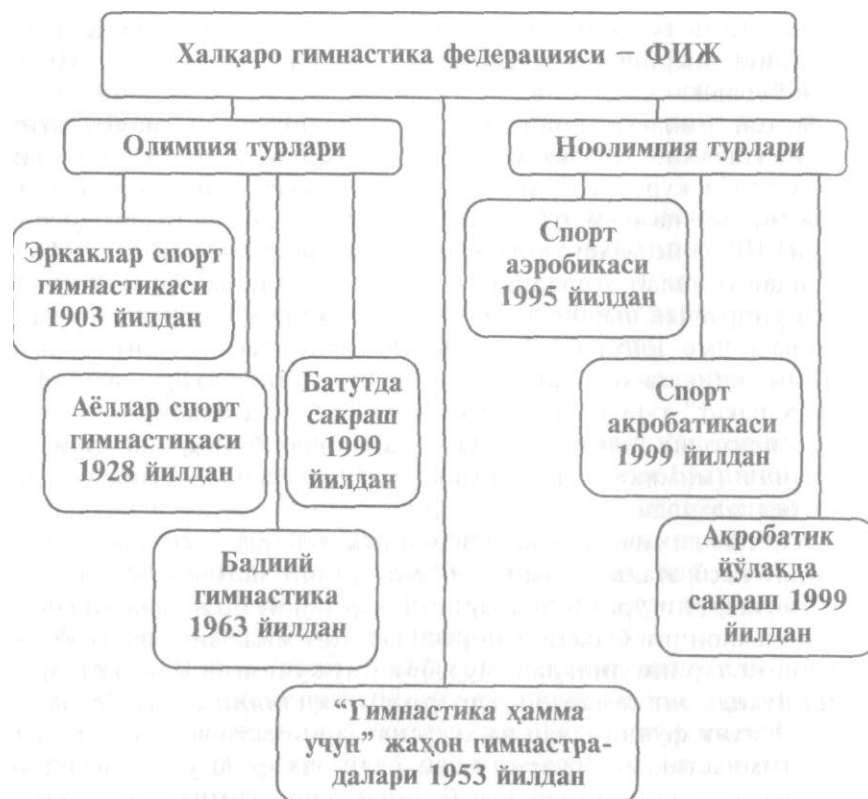 Халқаро гимнастика федерацияси – ФИЖ
Олимпия турлари
Ноолимпия турлари
Эркаклар спорт
гимнастикаси
1903 йилдан
Спорт
аэробикаси
1995 йилдан
Аёллар спорт
гимнастикаси
1928 йилдан
Батутда
сакраш
1999
йилдан
Спорт
акробатикаси
1999 йилдан
Бадиий
гимнастика
1963 йилдан
Акробатик
йўлакда
сакраш 1999
йилдан
“Гимнастика ҳамма
учун” жаҳон гимнастра-
далари 1953 йилдан